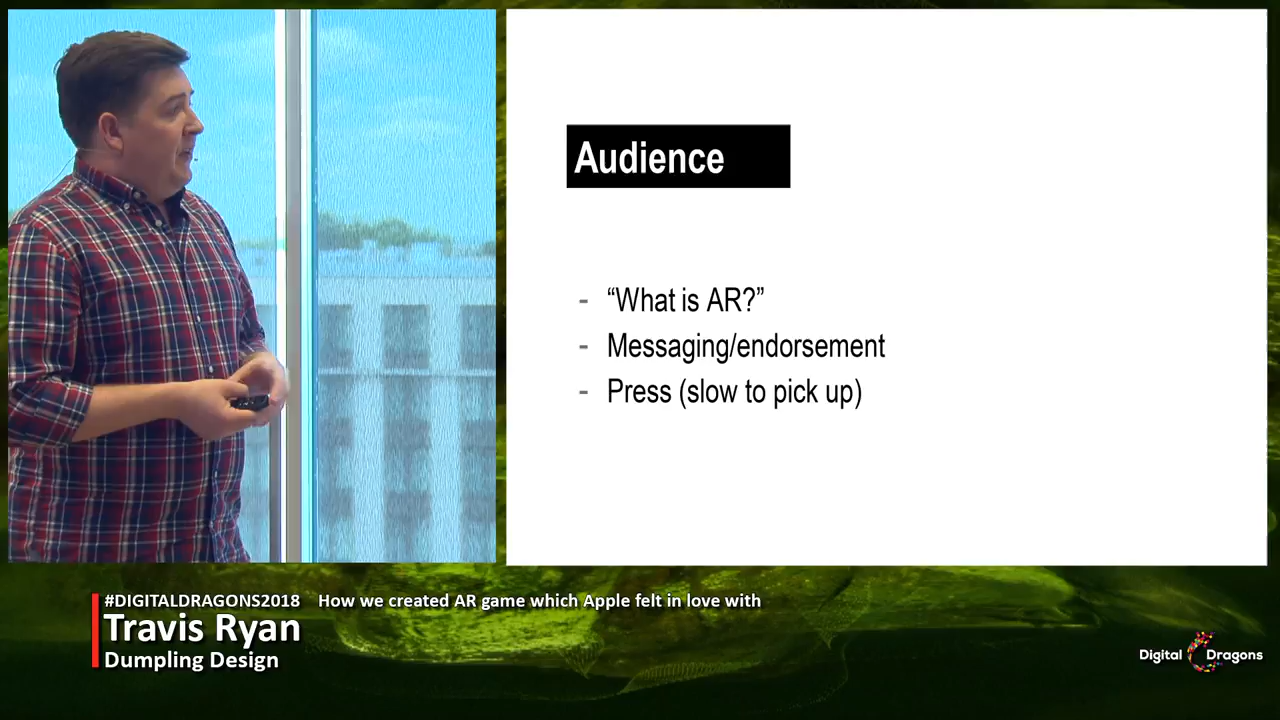 Audience
- “What is AR?”
- Messaging/endorsement
- Press (slow to pick up)
#DIGITALDRAGONS2018 How we created AR game which Apple felt in love with
Travis Ryan
Dumpling Design
Digital Dragons